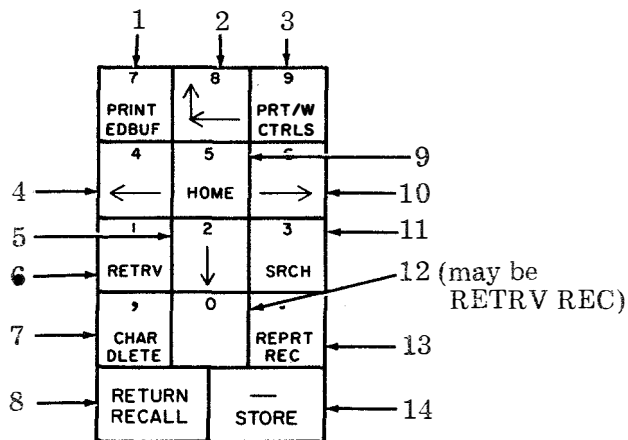 1 2 3
7 8 9
PRINT PRT/W
EDBUF CTRLS
9
4 5 6
4 HOME 10
5 1 2 3 11
6 RETRV SRCH 12 (may be
RETRV REC)
, 0 .
7 CHAR REPRT 13
DLETE REC
8 RETURN —
RECALL STORE 14